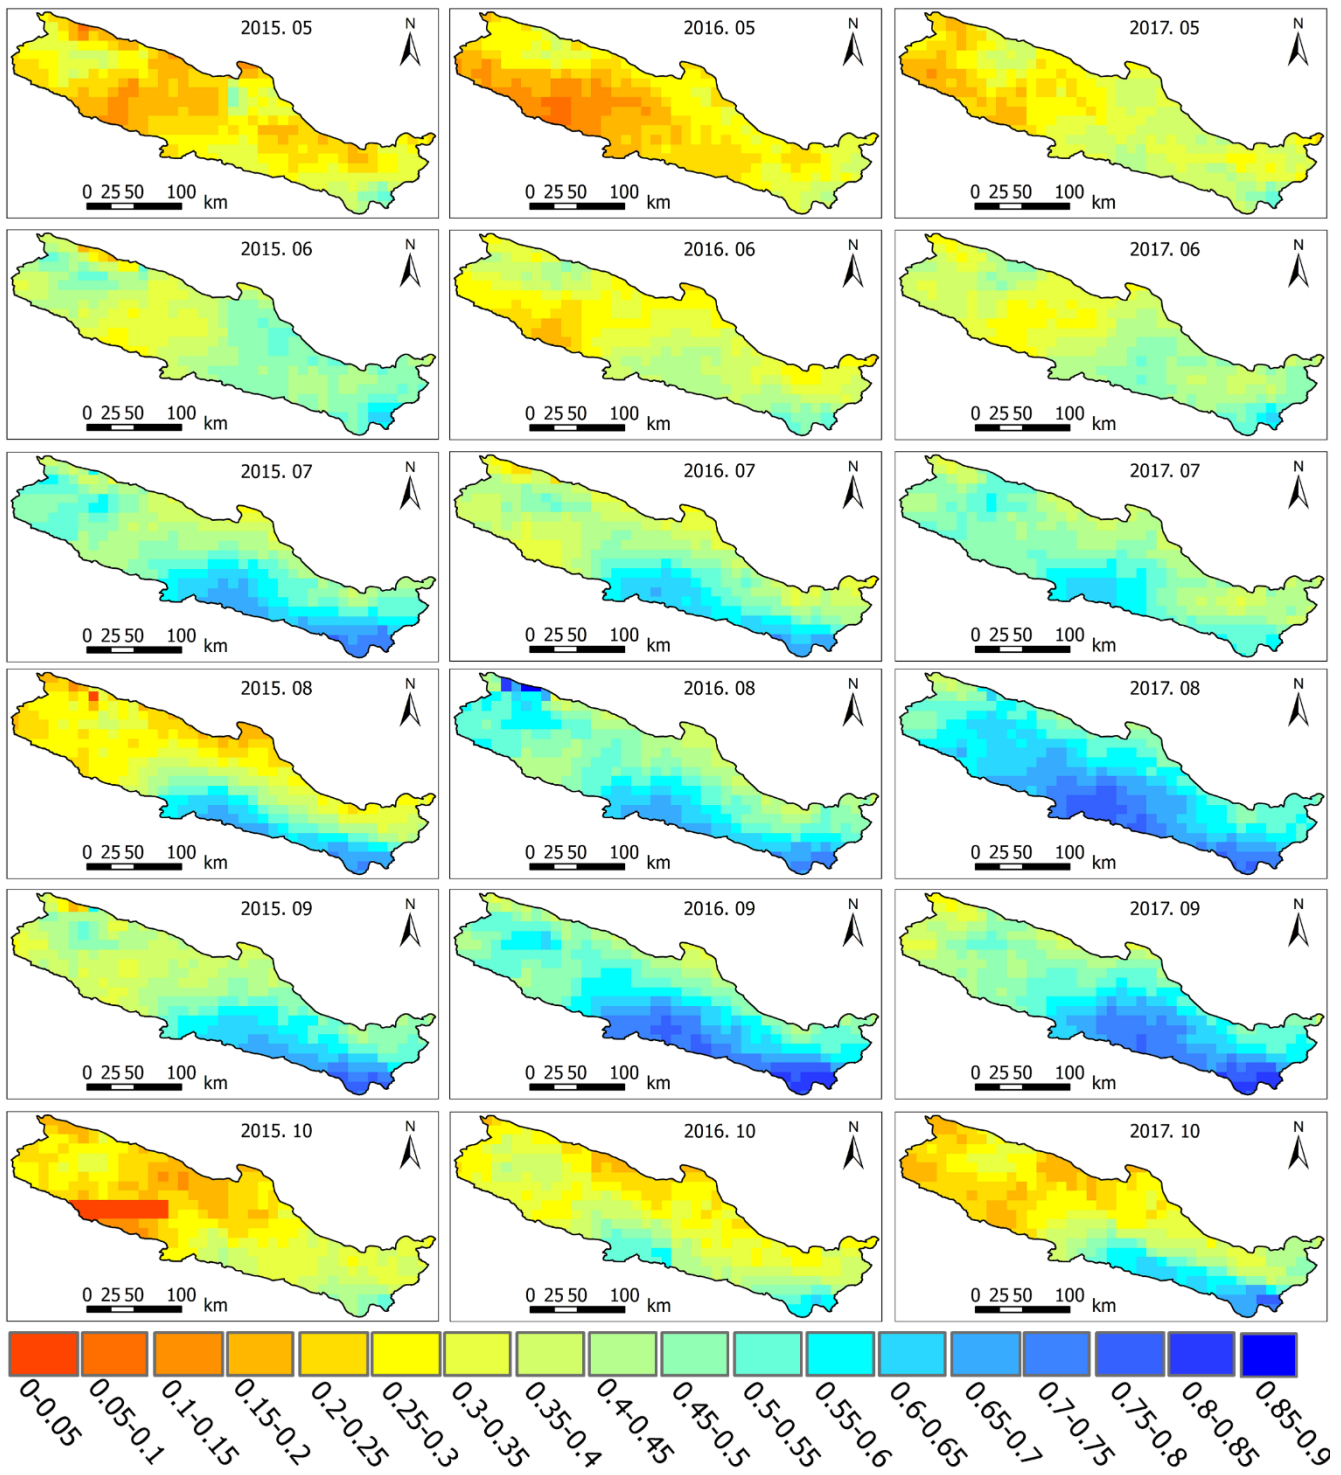 2015. 05 N
0 25 50 100 km
2016. 05 N
0 25 50 100 km
2017. 05 N
0 25 50 100 km
2015. 06 N
0 25 50 100 km
2016. 06 N
0 25 50 100 km
2017. 06 N
0 25 50 100 km
2015. 07 N
0 25 50 100 km
2016. 07 N
0 25 50 100 km
2017. 07 N
0 25 50 100 km
2015. 08 N
0 25 50 100 km
2016. 08 N
0 25 50 100 km
2017. 08 N
0 25 50 100 km
2015. 09 N
0 25 50 100 km
2016. 09 N
0 25 50 100 km
2017. 09 N
0 25 50 100 km
2015. 10 N
0 25 50 100 km
2016. 10 N
0 25 50 100 km
2017. 10 N
0 25 50 100 km
0-0.05
0.05-0.1
0.1-0.15
0.15-0.2
0.2-0.25
0.25-0.3
0.3-0.35
0.35-0.4
0.4-0.45
0.45-0.5
0.5-0.55
0.55-0.6
0.6-0.65
0.65-0.7
0.7-0.75
0.75-0.8
0.8-0.85
0.85-0.9